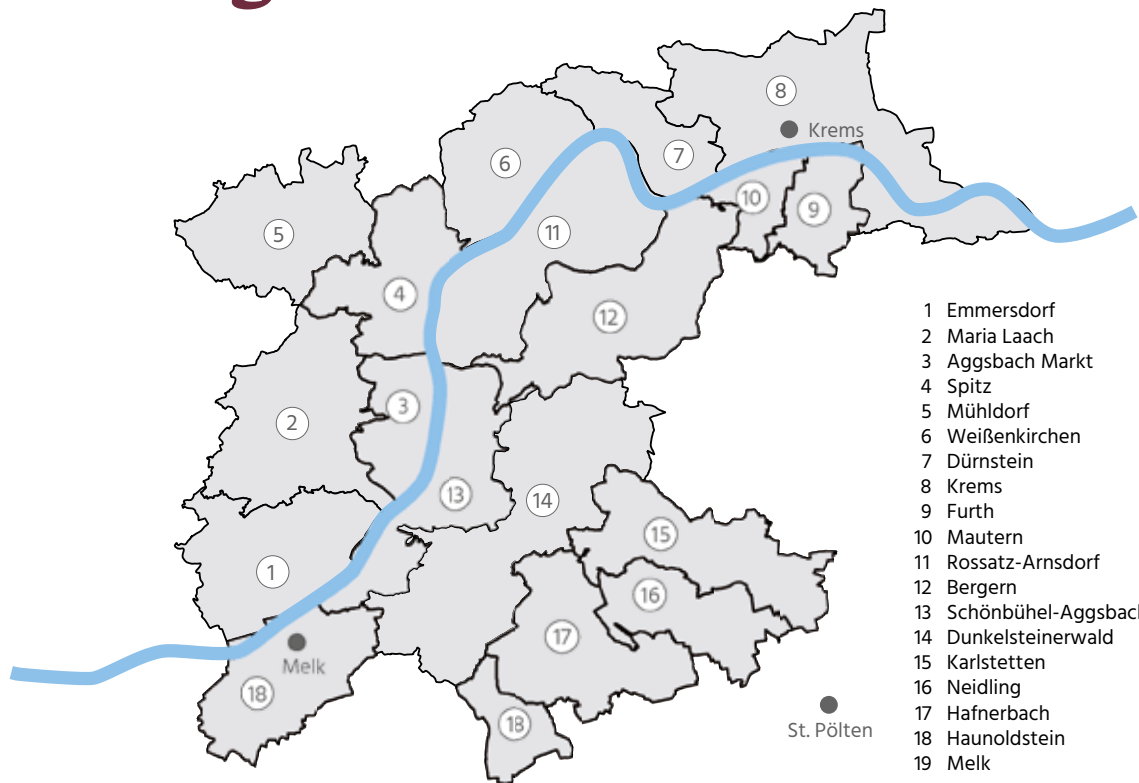 8
Krems
7
6
10
9
11
5
4
12
3
2
13
14
15
1
16
17
Melk
18
18
St. Pölten
1 Emmersdorf
2 Maria Laach
3 Aggsbach Markt
4 Spitz
5 Mühldorf
6 Weißenkirchen
7 Dürnstein
8 Krems
9 Furth
10 Mautern
11 Rossatz-Arnsdorf
12 Bergern
13 Schönbühel-Aggsbach
14 Dunkelsteinerwald
15 Karlstetten
16 Neidling
17 Hafnerbach
18 Haunoldstein
19 Melk